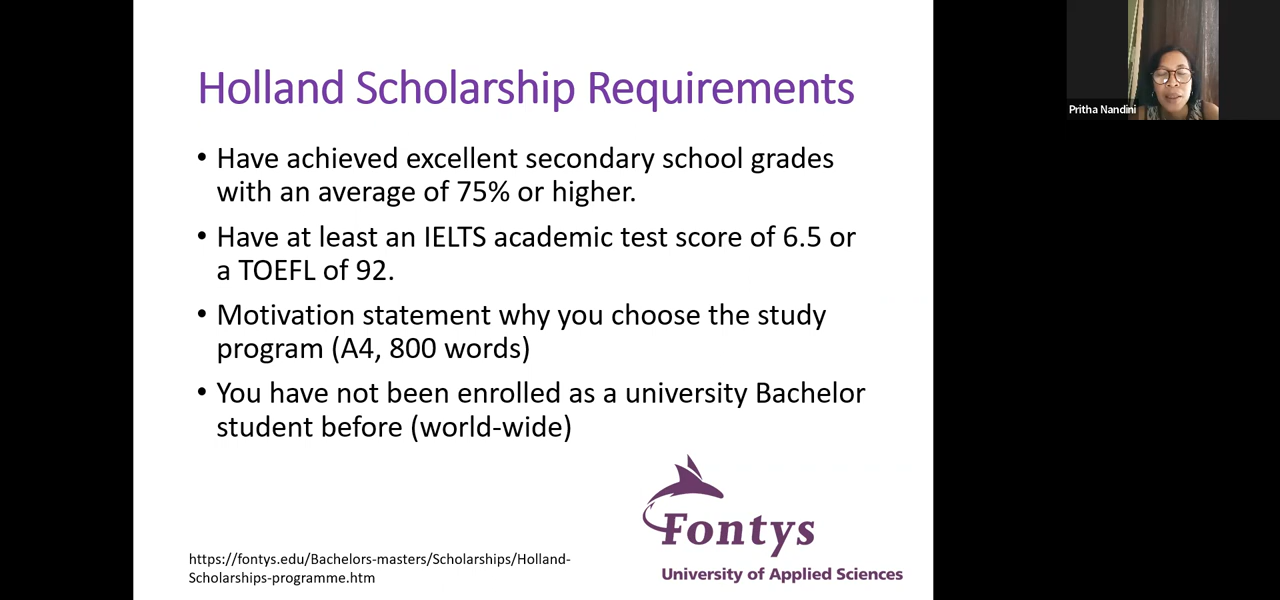 Holland Scholarship Requirements
• Have achieved excellent secondary school grades
with an average of 75% or higher.
• Have at least an IELTS academic test score of 6.5 or
a TOEFL of 92.
• Motivation statement why you choose the study
program (A4, 800 words)
• You have not been enrolled as a university Bachelor
student before (world-wide)
Fontys
University of Applied Sciences
https://fontys.edu/Bachelors-masters/Scholarships/Holland-
Scholarships-programme.htm
Pritha Nandini